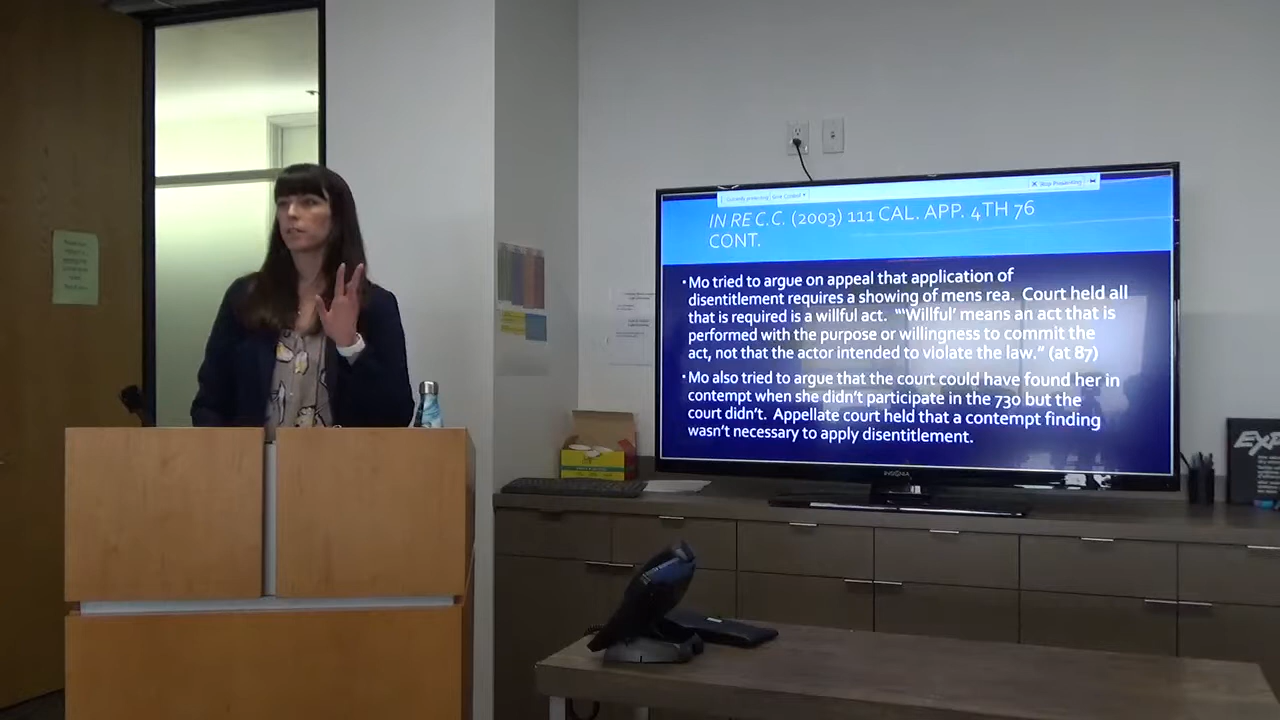 Stop Presenting
IN RE C.C. (2003) 111 CAL. APP. 4TH 76
CONT.
• Mo tried to argue on appeal that application of
disentitlement requires a showing of mens rea. Court held all
that is required is a willful act. "'Willful' means an act that is
performed with the purpose or willingness to commit the
act, not that the actor intended to violate the law." (at 87)
• Mo also tried to argue that the court could have found her in
contempt when she didn't participate in the 730 but the
court didn't. Appellate court held that a contempt finding
wasn't necessary to apply disentitlement.
INSIGNIA